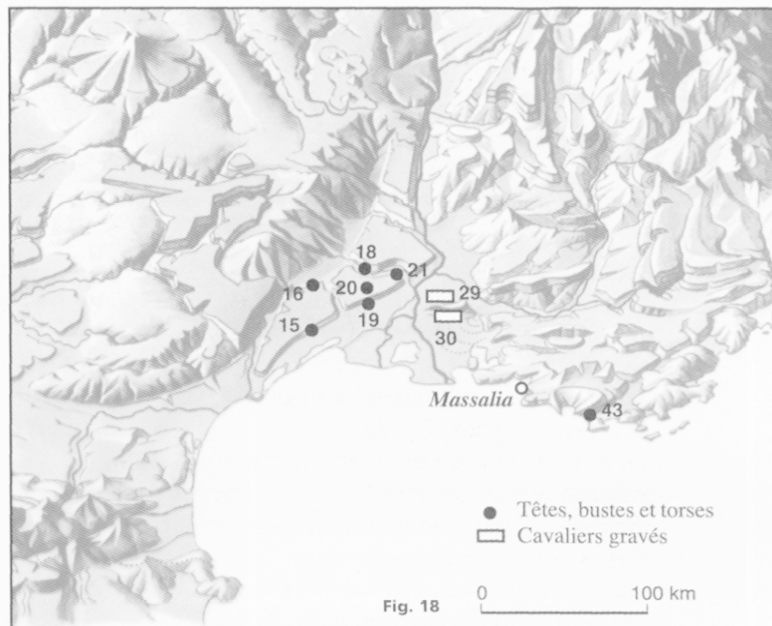 18
21
16
20
29
19
15
30
Massalia
43
Têtes, bustes et torses
Cavaliers gravés
0 100 km
Fig. 18